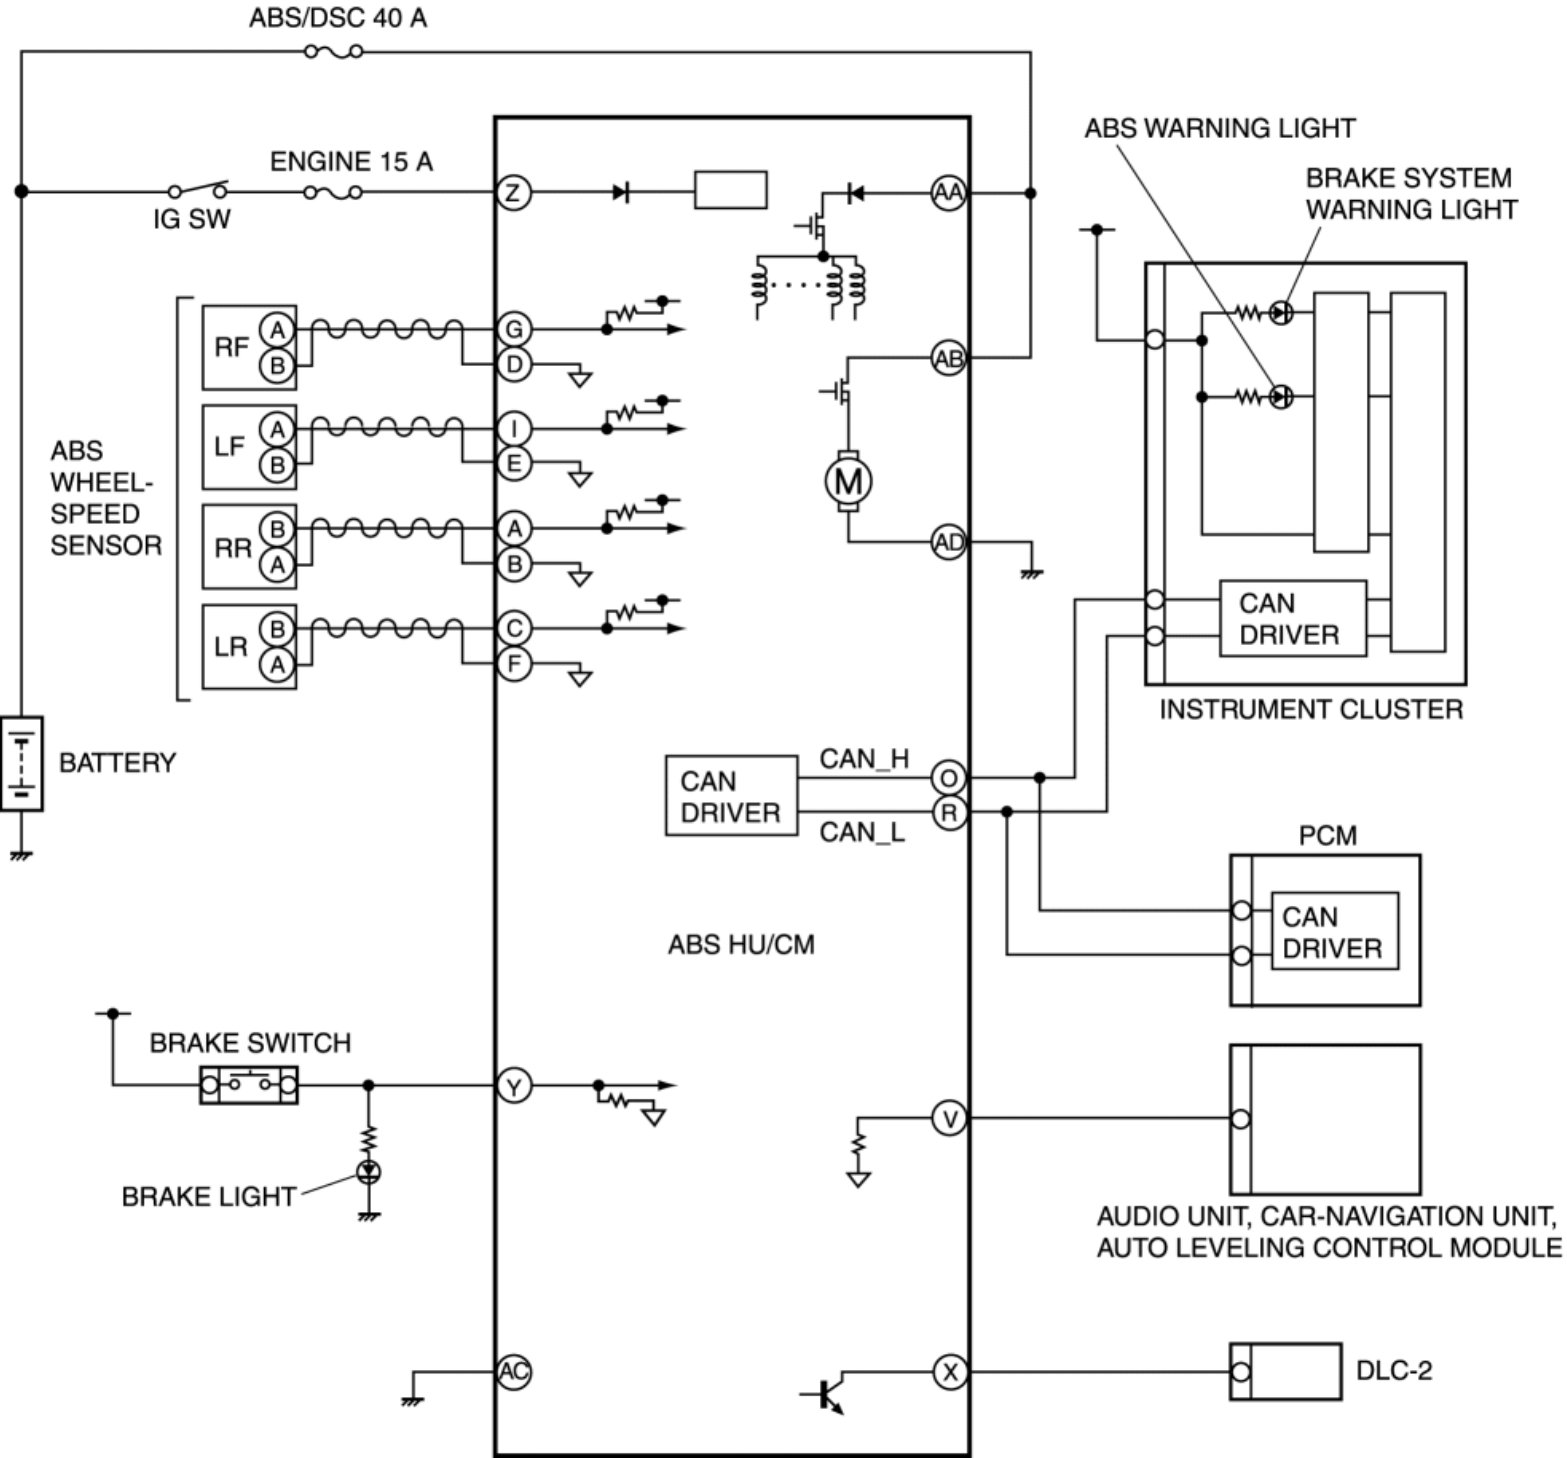 ABS/DSC 40 A
ENGINE 15 A
IG SW
Z
AA
ABS WARNING LIGHT
BRAKE SYSTEM
WARNING LIGHT
ABS
WHEEL-
SPEED
SENSOR
RF
A
B
G
D
LF
A
B
I
E
RR
B
A
A
B
LR
B
A
C
F
AB
M
AD
CAN
DRIVER
INSTRUMENT CLUSTER
BATTERY
CAN
DRIVER
CAN_H
CAN_L
O
R
PCM
CAN
DRIVER
ABS HU/CM
BRAKE SWITCH
Y
BRAKE LIGHT
V
AUDIO UNIT, CAR-NAVIGATION UNIT,
AUTO LEVELING CONTROL MODULE
AC
X
DLC-2